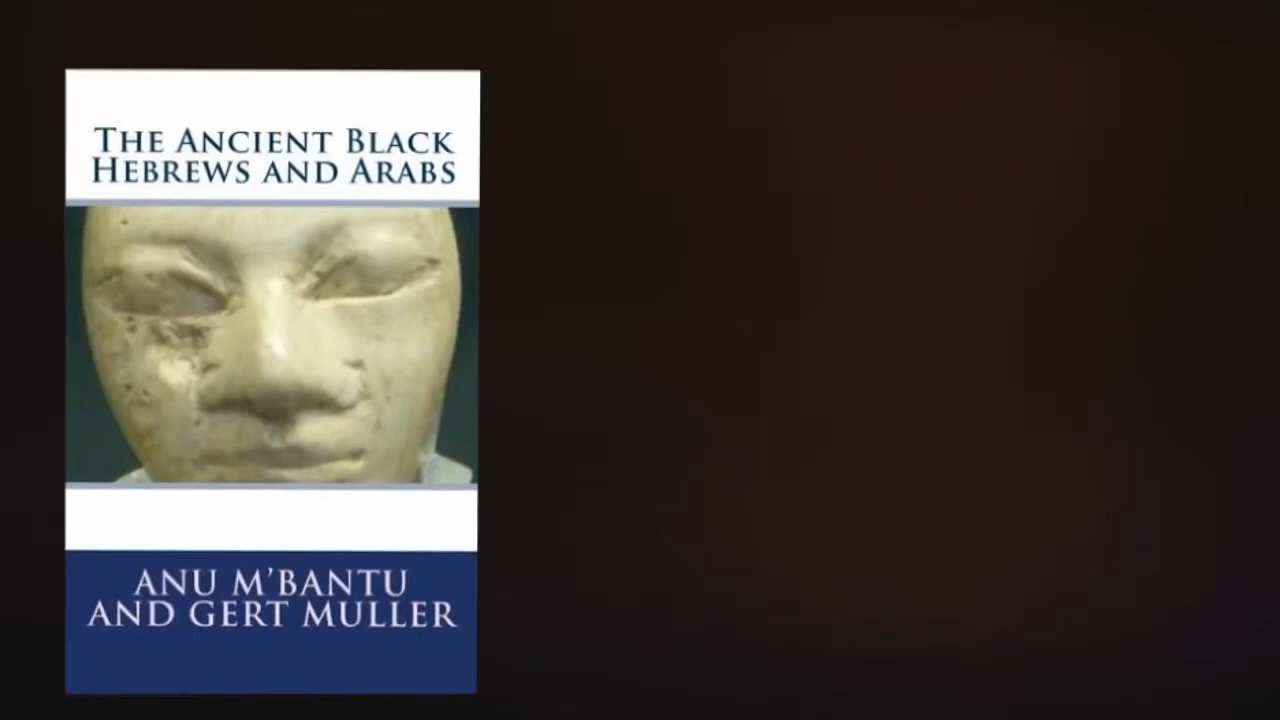 THE ANCIENT BLACK
HEBREWS AND ARABS
ANU M'BANTU
AND GERT MULLER